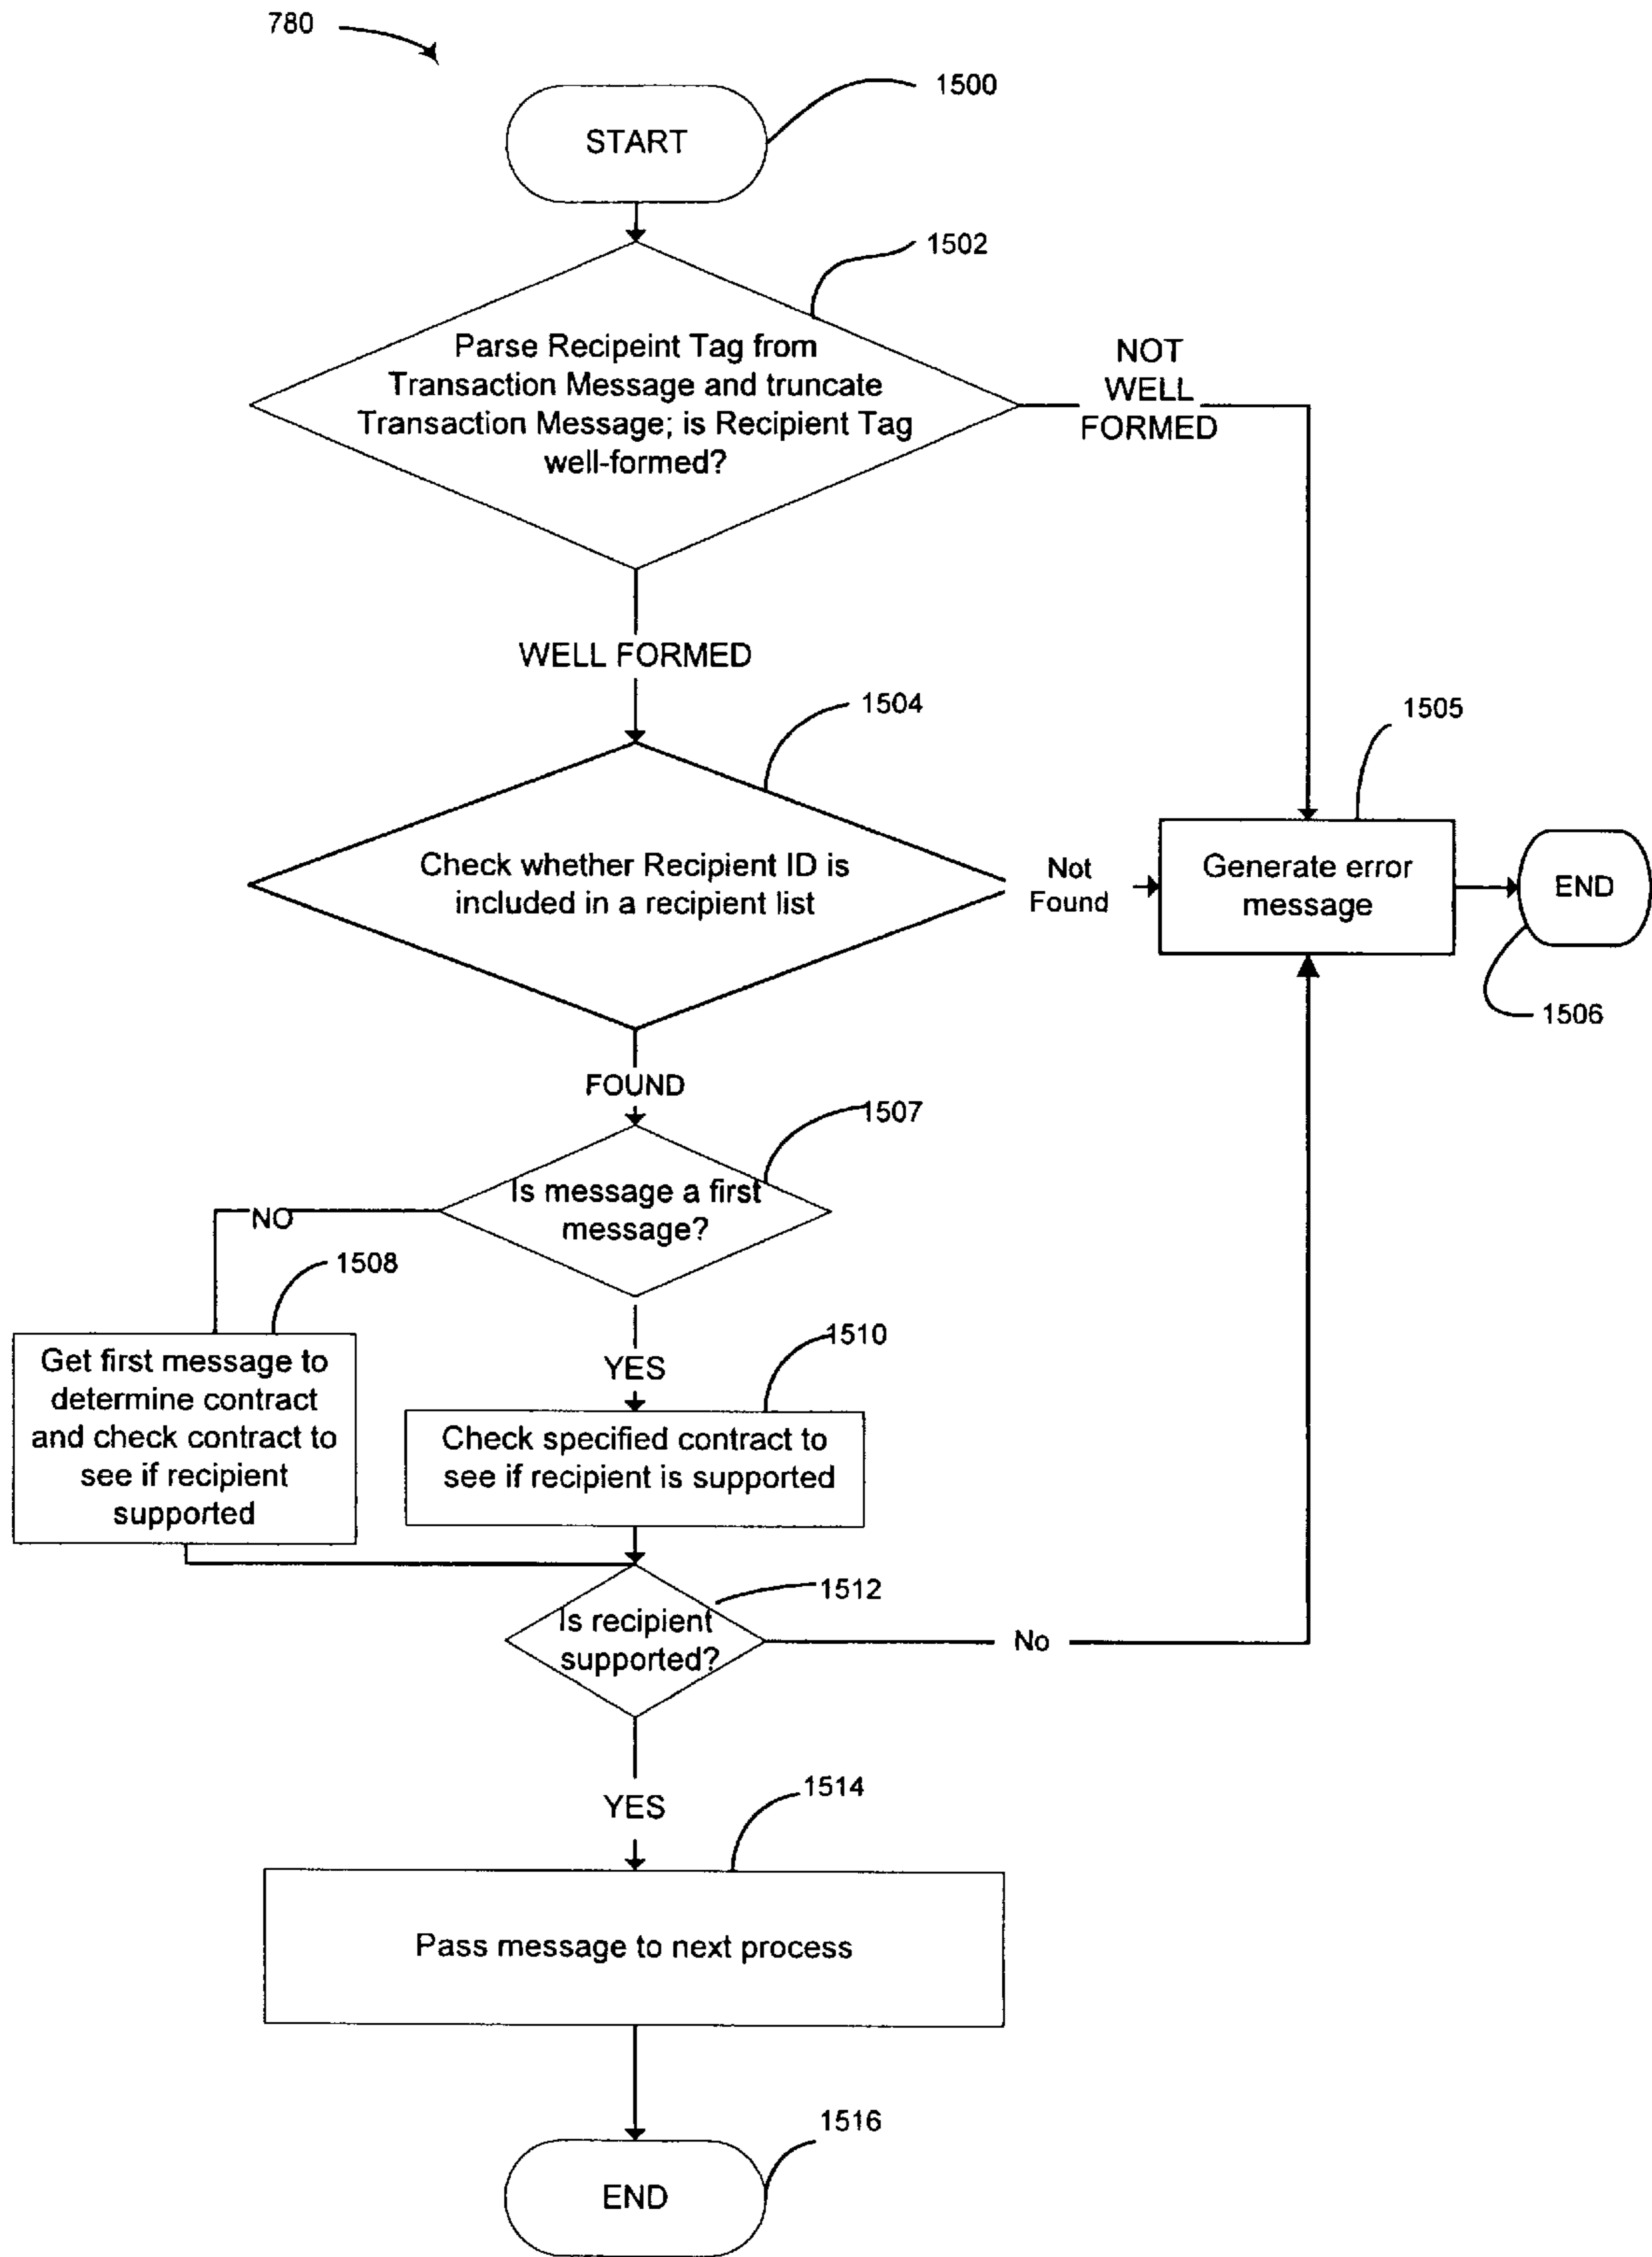 780
1500
START
1502
Parse Recipeint Tag from
Transaction Message and truncate
Transaction Message; is Recipient Tag
well-formed?
NOT
WELL
FORMED
WELL FORMED
1504
1505
Check whether Recipient ID is
included in a recipient list
Not
Found
Generate error
message
END
1506
FOUND
1507
Is message a first
message?
NO
1508
Get first message to
determine contract
and check contract to
see if recipient
supported
YES
1510
Check specified contract to
see if recipient is supported
1512
Is recipient
supported?
No
YES
1514
Pass message to next process
1516
END